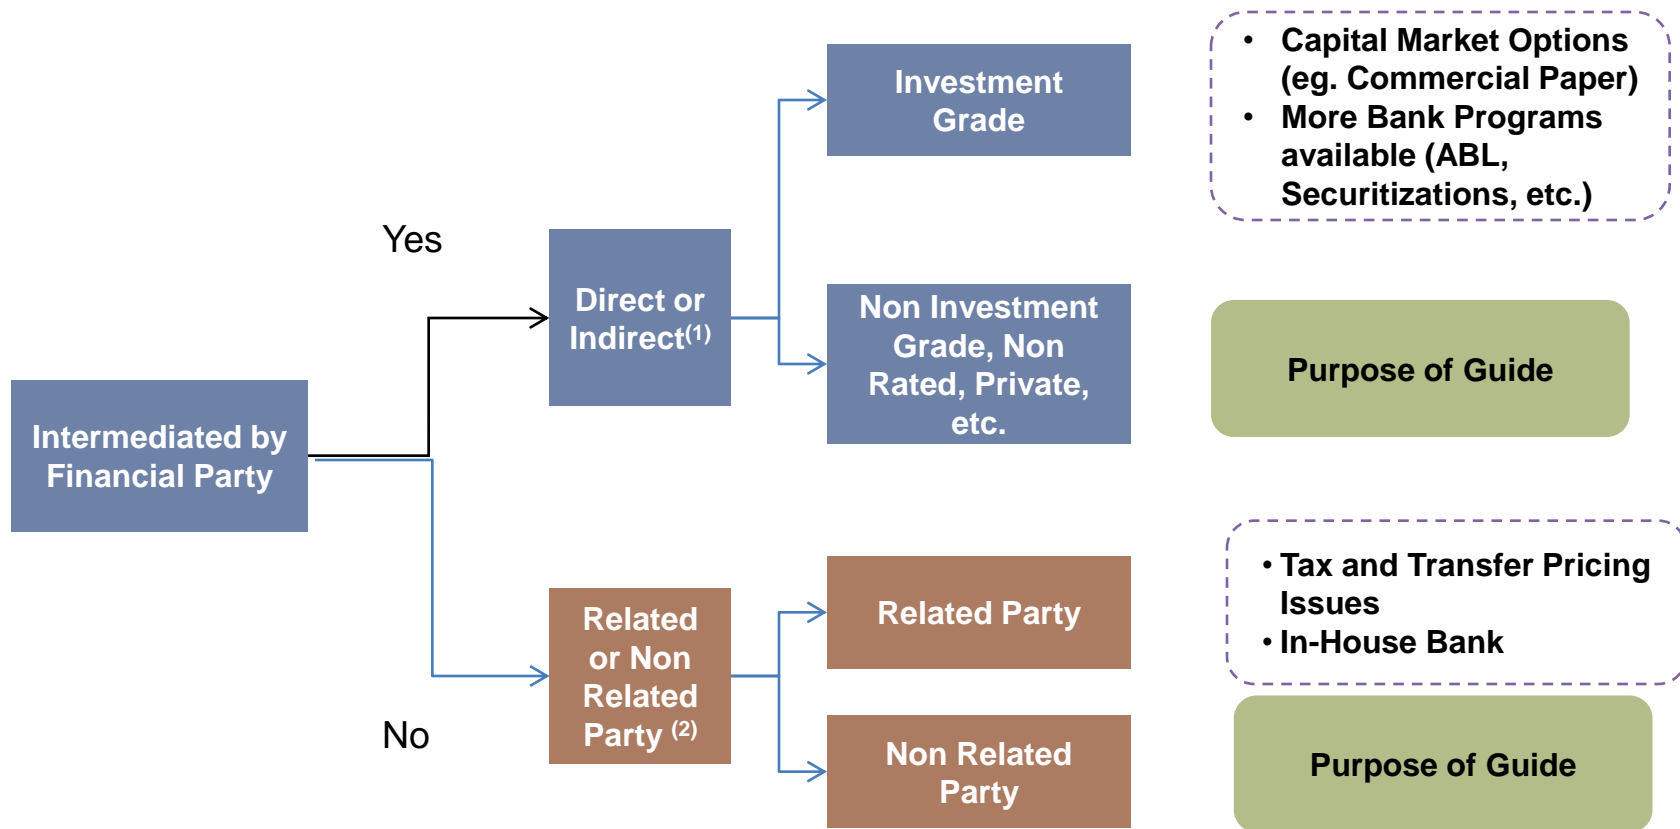 Intermediated by
Financial Party
Yes
No
Direct or
Indirect(1)
Related
or Non
Related
Party (2)
Investment
Grade
Non Investment
Grade, Non
Rated, Private,
etc.
Related Party
Non Related
Party
• Capital Market Options
(eg. Commercial Paper)
• More Bank Programs
available (ABL,
Securitizations, etc.)
Purpose of Guide
• Tax and Transfer Pricing
Issues
• In-House Bank
Purpose of Guide